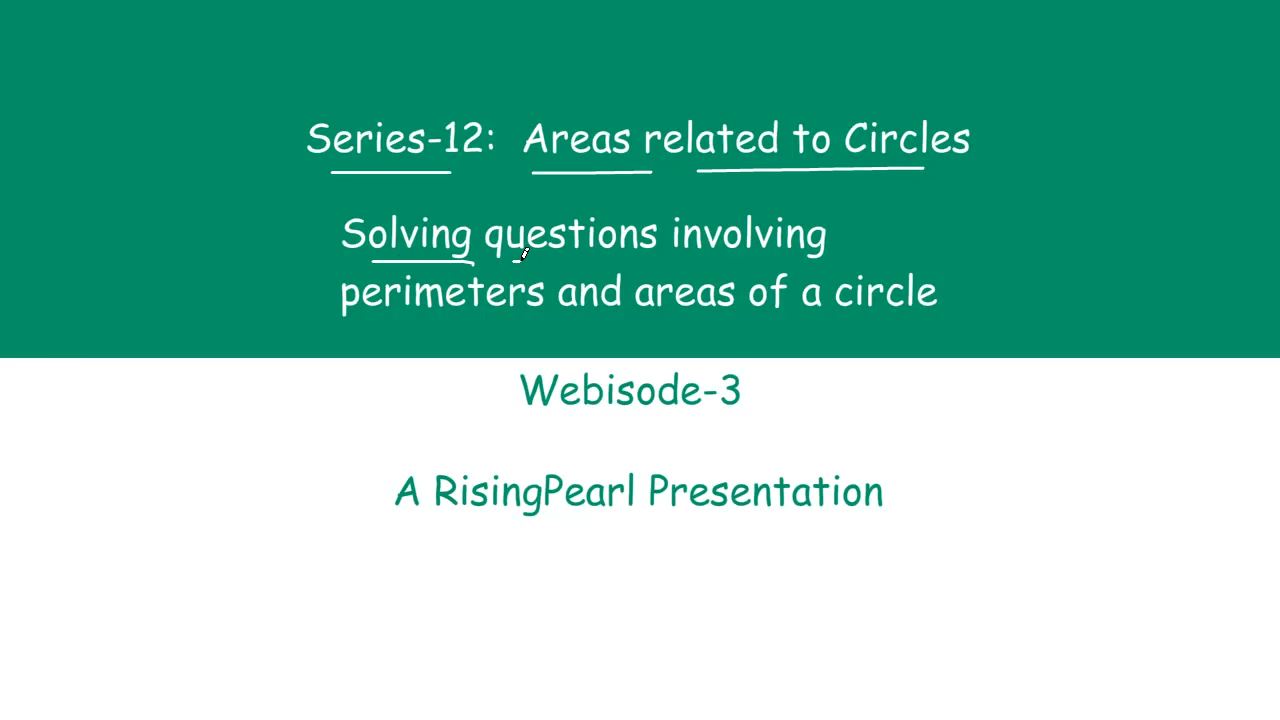 Series-12: Areas related to Circles
Solving questions involving
perimeters and areas of a circle
Webisode-3
A RisingPearl Presentation